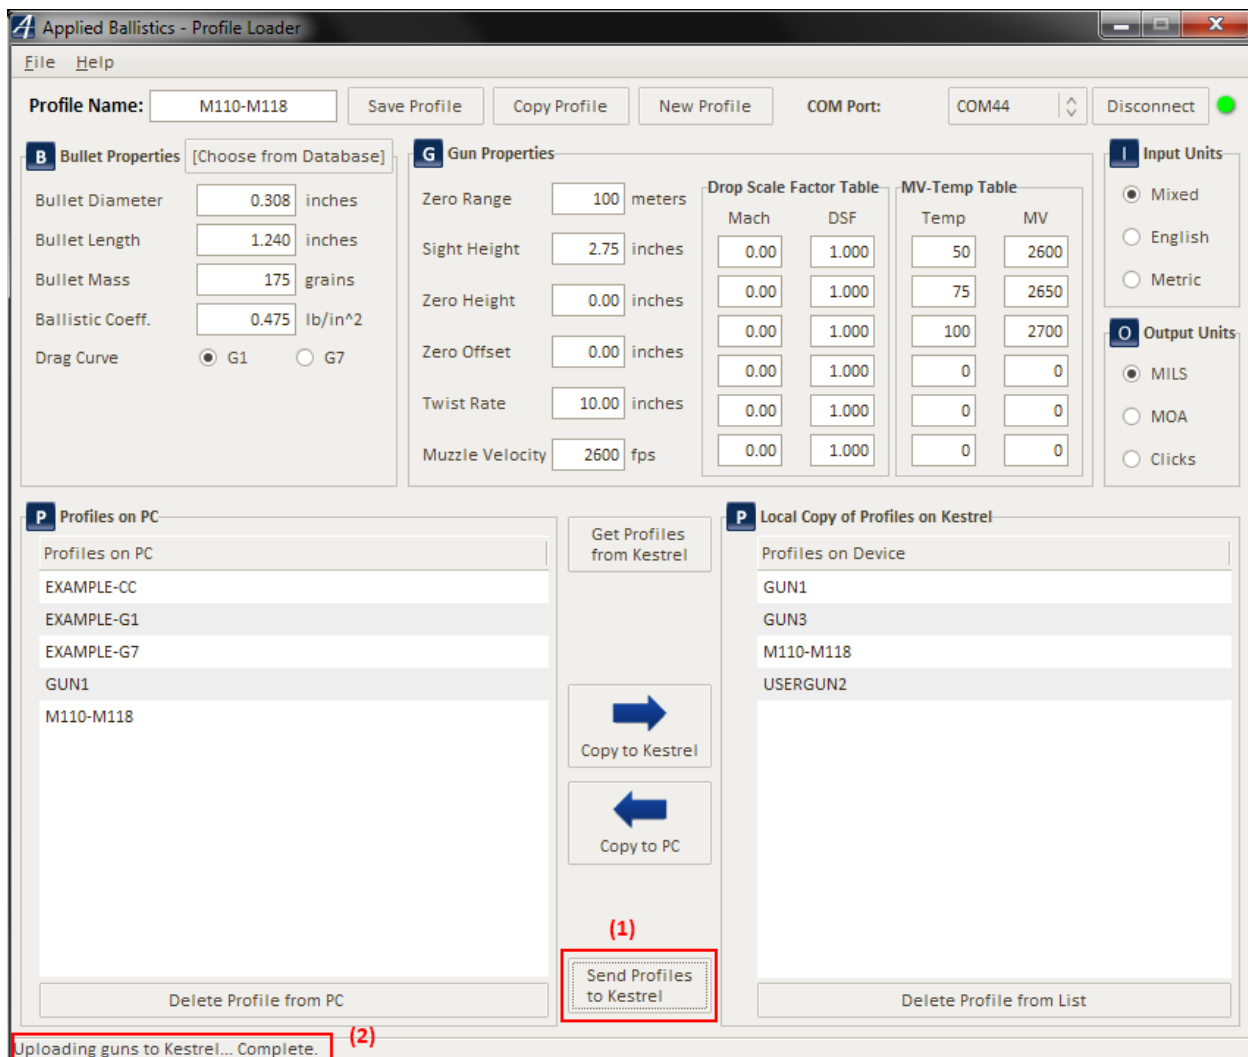 Applied Ballistics - Profile Loader
File Help
Profile Name: M110-M118 Save Profile Copy Profile New Profile COM Port: COM44 Disconnect
B Bullet Properties [Choose from Database]
Bullet Diameter 0.308 inches
Bullet Length 1.240 inches
Bullet Mass 175 grains
Ballistic Coeff. 0.475 lb/in^2
Drag Curve G1 G7
G Gun Properties
Zero Range 100 meters
Sight Height 2.75 inches
Zero Height 0.00 inches
Zero Offset 0.00 inches
Twist Rate 10.00 inches
Muzzle Velocity 2600 fps
Drop Scale Factor Table
Mach DSF
0.00 1.000
0.00 1.000
0.00 1.000
0.00 1.000
0.00 1.000
0.00 1.000
MV-Temp Table
Temp MV
50 2600
75 2650
100 2700
0 0
0 0
0 0
I Input Units
Mixed
English
Metric
O Output Units
MILS
MOA
Clicks
P Profiles on PC
Profiles on PC
EXAMPLE-CC
EXAMPLE-G1
EXAMPLE-G7
GUN1
M110-M118
Delete Profile from PC
Get Profiles
from Kestrel
Copy to Kestrel
Copy to PC
(1)
Send Profiles
to Kestrel
P Local Copy of Profiles on Kestrel
Profiles on Device
GUN1
GUN3
M110-M118
USERGUN2
Delete Profile from List
Uploading guns to Kestrel... Complete. (2)